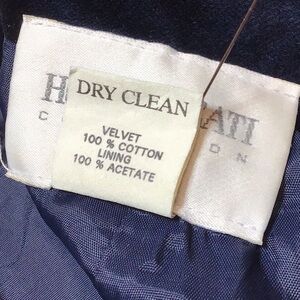 DRY CLEAN
VELVET
100 % COTTON
LINING
100 % ACETATE